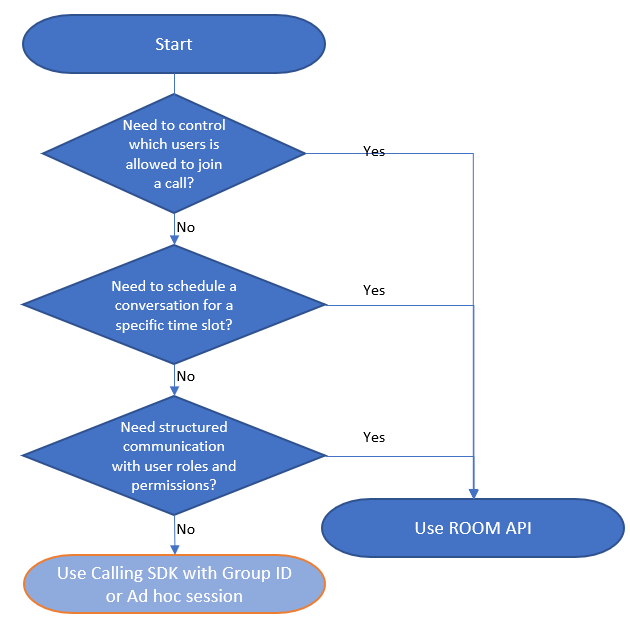 Start
Need to control
which users is
allowed to join
a call?
Yes
No
Need to schedule a
conversation for a
specific time slot?
Yes
No
Need structured
communication
with user roles and
permissions?
Yes
No
Use ROOM API
Use Calling SDK with Group ID
or Ad hoc session